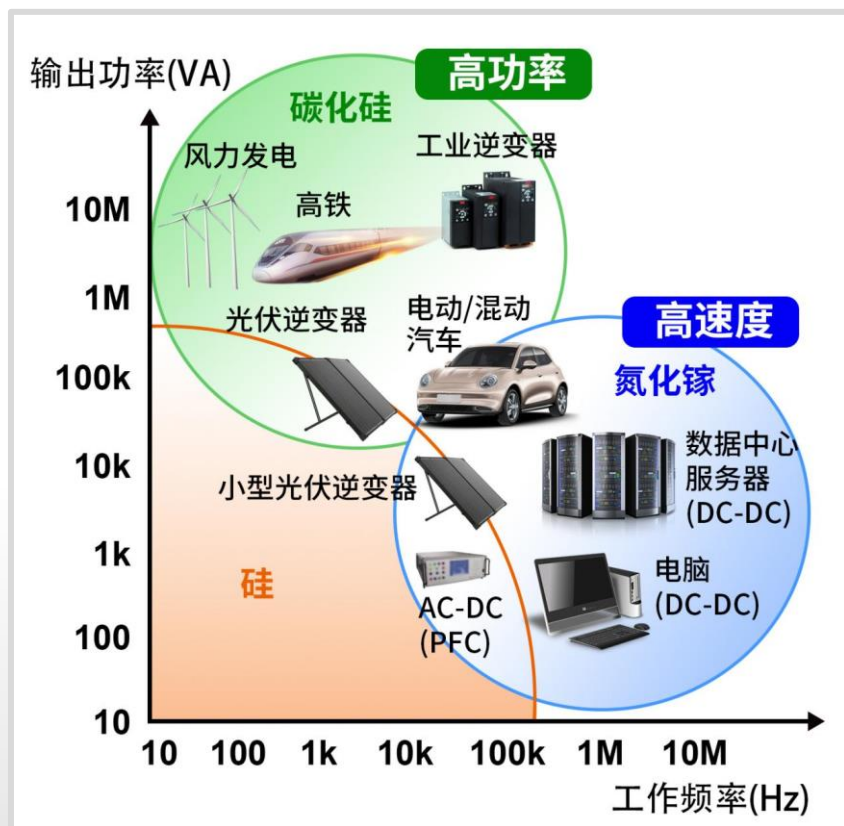 输出功率(VA)
高功率
碳化硅
风力发电
工业逆变器
高铁
10M
1M
光伏逆变器
电动/混动
汽车
高速度
100k
氮化镓
10k
小型光伏逆变器
数据中心
服务器
(DC-DC)
1k
硅
AC-DC
(PFC)
电脑
(DC-DC)
100
10
10 100 1k 10k 100k 1M 10M
工作频率(Hz)